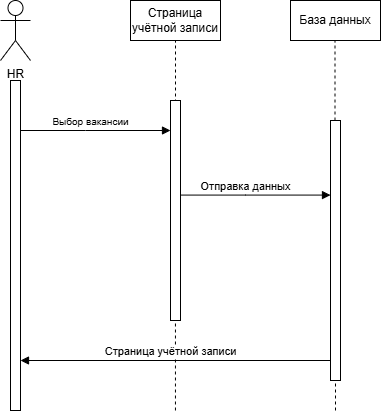 Страница
учётной записи
База данных
HR
Выбор вакансии
Отправка данных
Страница учётной записи